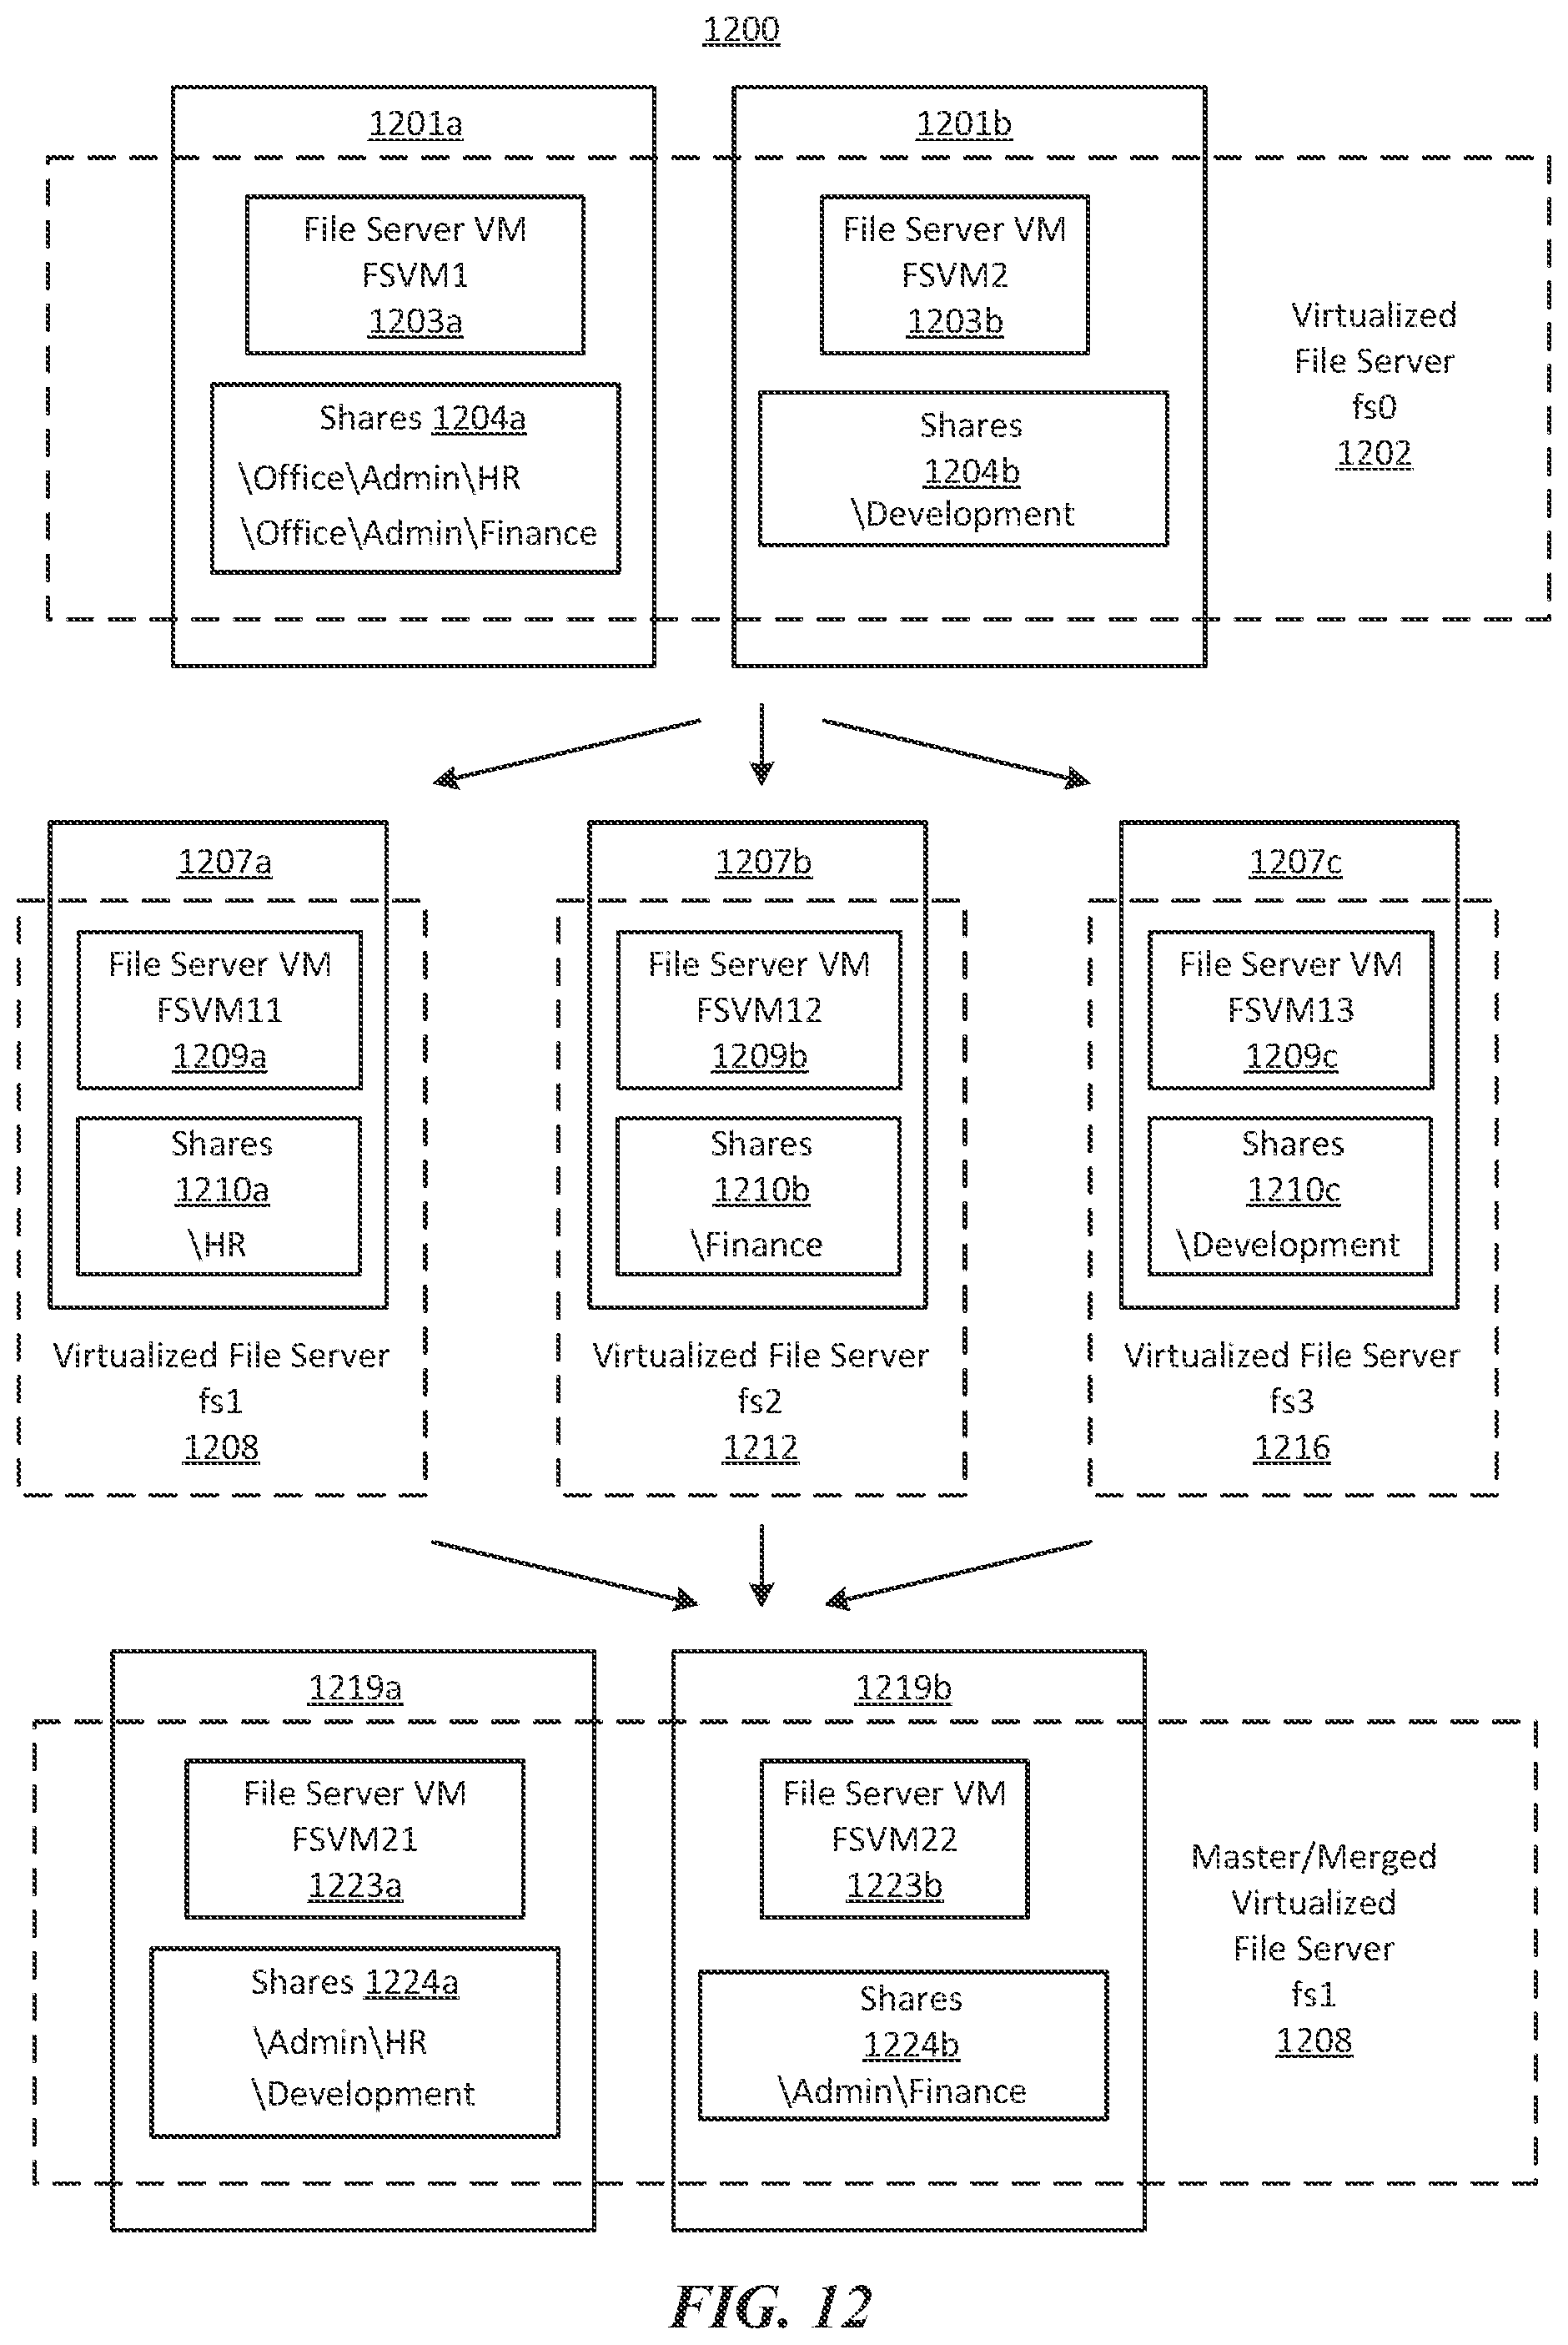 1200
1201a
File Server VM
FSVM1
1203a
Shares 1204a
\Office\Admin\HR
\Office\Admin\Finance
1201b
File Server VM
FSVM2
1203b
Shares
1204b
\Development
Virtualized
File Server
fs0
1202
1207a
File Server VM
FSVM11
1209a
Shares
1210a
\HR
Virtualized File Server
fs1
1208
1207b
File Server VM
FSVM12
1209b
Shares
1210b
\Finance
Virtualized File Server
fs2
1212
1207c
File Server VM
FSVM13
1209c
Shares
1210c
\Development
Virtualized File Server
fs3
1216
1219a
File Server VM
FSVM21
1223a
Shares 1224a
\Admin\HR
\Development
1219b
File Server VM
FSVM22
1223b
Shares
1224b
\Admin\Finance
Master/Merged
Virtualized
File Server
fs1
1208
FIG. 12